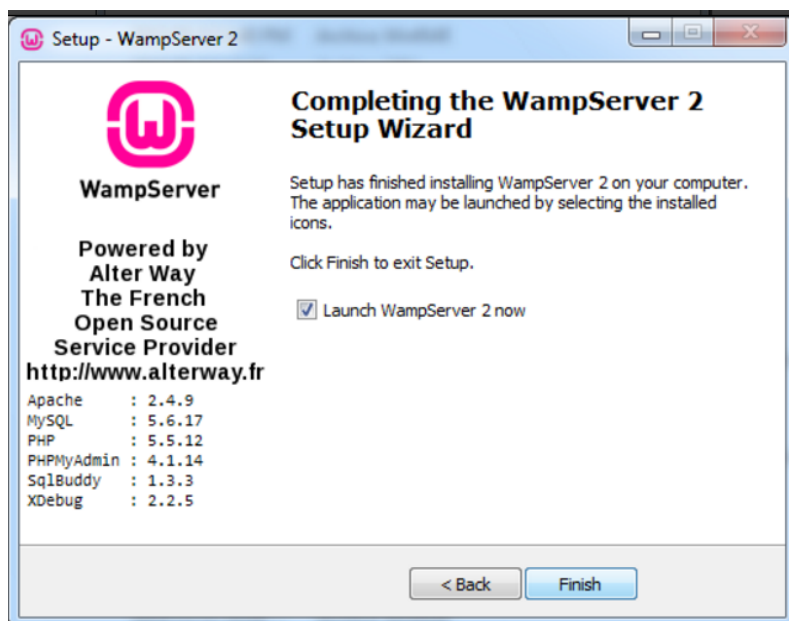 Setup - WampServer 2
WampServer
Powered by
Alter Way
The French
Open Source
Service Provider
http://www.alterway.fr
Apache : 2.4.9
MySQL : 5.6.17
PHP : 5.5.12
PHPMyAdmin : 4.1.14
SqlBuddy : 1.3.3
XDebug : 2.2.5
Completing the WampServer 2
Setup Wizard
Setup has finished installing WampServer 2 on your computer.
The application may be launched by selecting the installed
icons.
Click Finish to exit Setup.
Launch WampServer 2 now
< Back
Finish